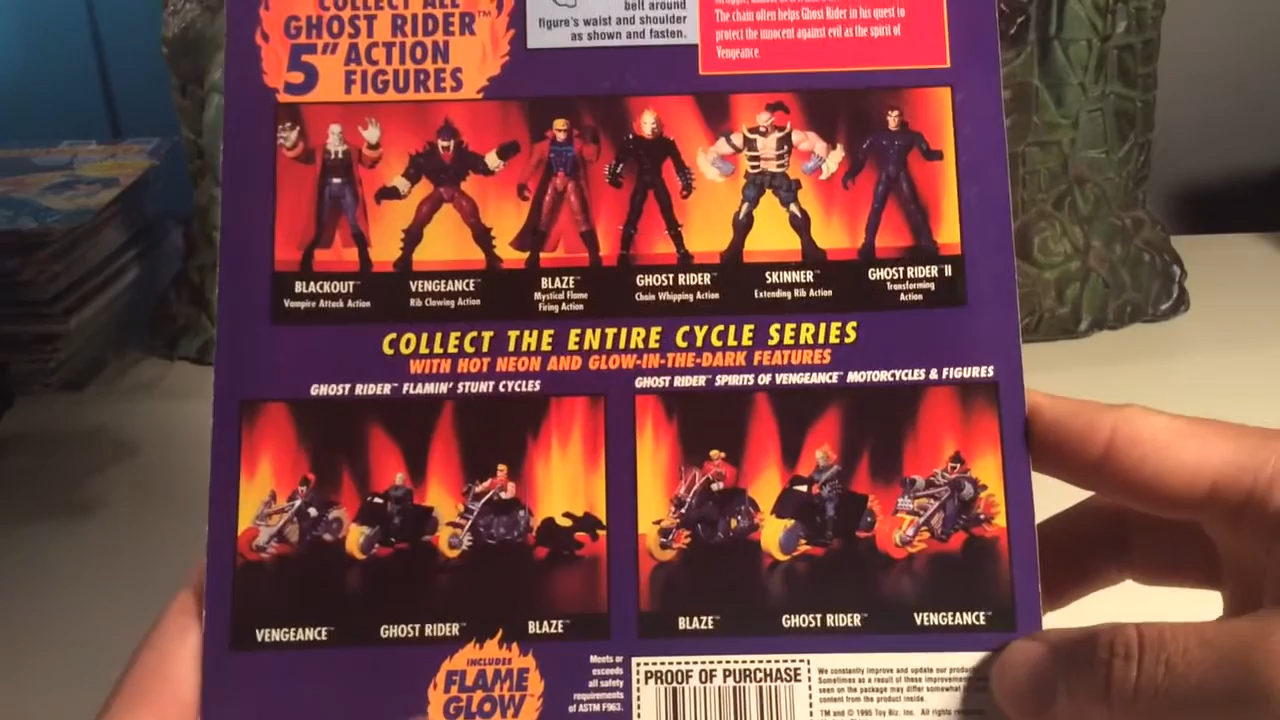 COLLECT ALL
GHOST RIDER™
5" ACTION
FIGURES
belt around
figure's waist and shoulder
as shown and fasten.
The chain often helps Ghost Rider in his quest to
protect the innocent against evil as the spirit of
Vengeance.
BLACKOUT™
Vampire Attack Action
VENGEANCE™
Rib Clawing Action
BLAZE™
Mystical Flame
Firing Action
GHOST RIDER™
Chain Whipping Action
SKINNER™
Extending Rib Action
GHOST RIDER™ II
Transforming
Action
COLLECT THE ENTIRE CYCLE SERIES
WITH HOT NEON AND GLOW-IN-THE-DARK FEATURES
GHOST RIDER™ FLAMIN' STUNT CYCLES
GHOST RIDER™ SPIRITS OF VENGEANCE™ MOTORCYCLES & FIGURES
VENGEANCE™
GHOST RIDER™
BLAZE™
BLAZE™
GHOST RIDER™
VENGEANCE™
INCLUDES
FLAME
GLOW
Meets or
exceeds
all safety
requirements
of ASTM F963.
PROOF OF PURCHASE
We constantly improve and update our
Sometimes as a result of these
seen on the package may differ somewhat
content from the product inside.
TM and © 1995 Toy Biz, Inc. All rights